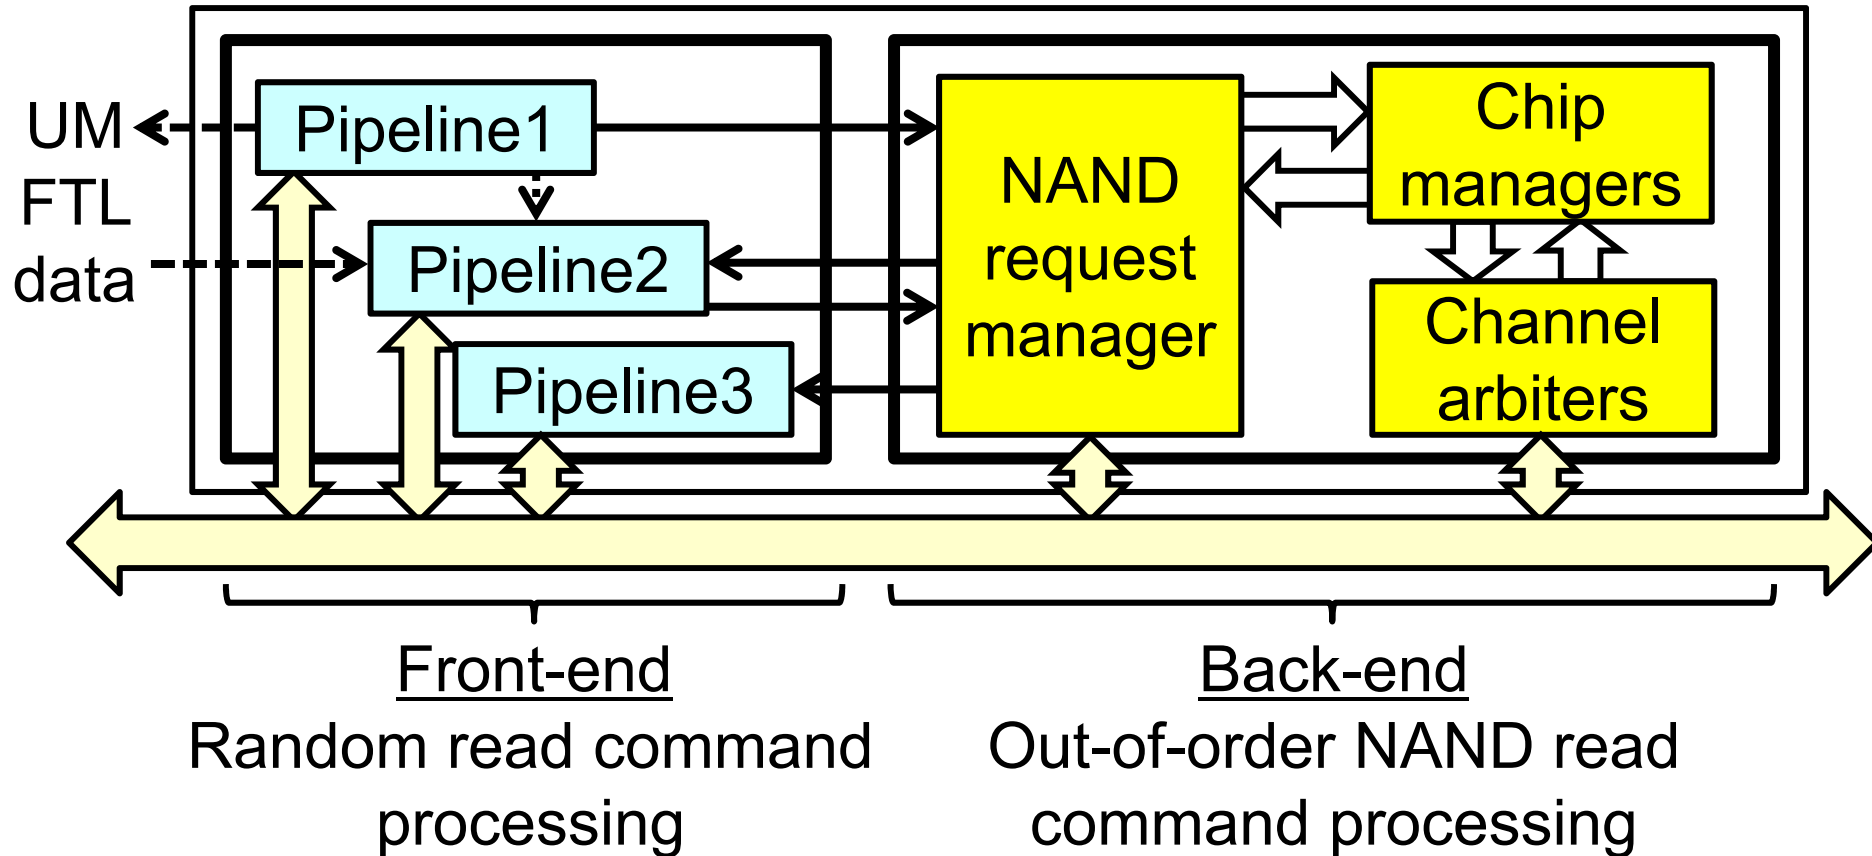 UM
FTL
data
Pipeline1
Pipeline2
Pipeline3
NAND
request
manager
Chip
managers
Channel
arbiters
Front-end
Random read command
processing
Back-end
Out-of-order NAND read
command processing